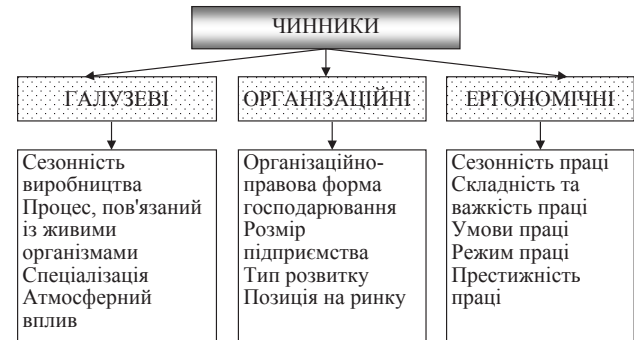 ЧИННИКИ
ГАЛУЗЕВІ
ОРГАНІЗАЦІЙНІ
ЕРГОНОМІЧНІ
Сезонність
виробництва
Процес, пов'язаний
із живими
організмами
Спеціалізація
Атмосферний
вплив
Організаційно-
правова форма
господарювання
Розмір
підприємства
Тип розвитку
Позиція на ринку
Сезонність праці
Складність та
важкість праці
Умови праці
Режим праці
Престижність
праці